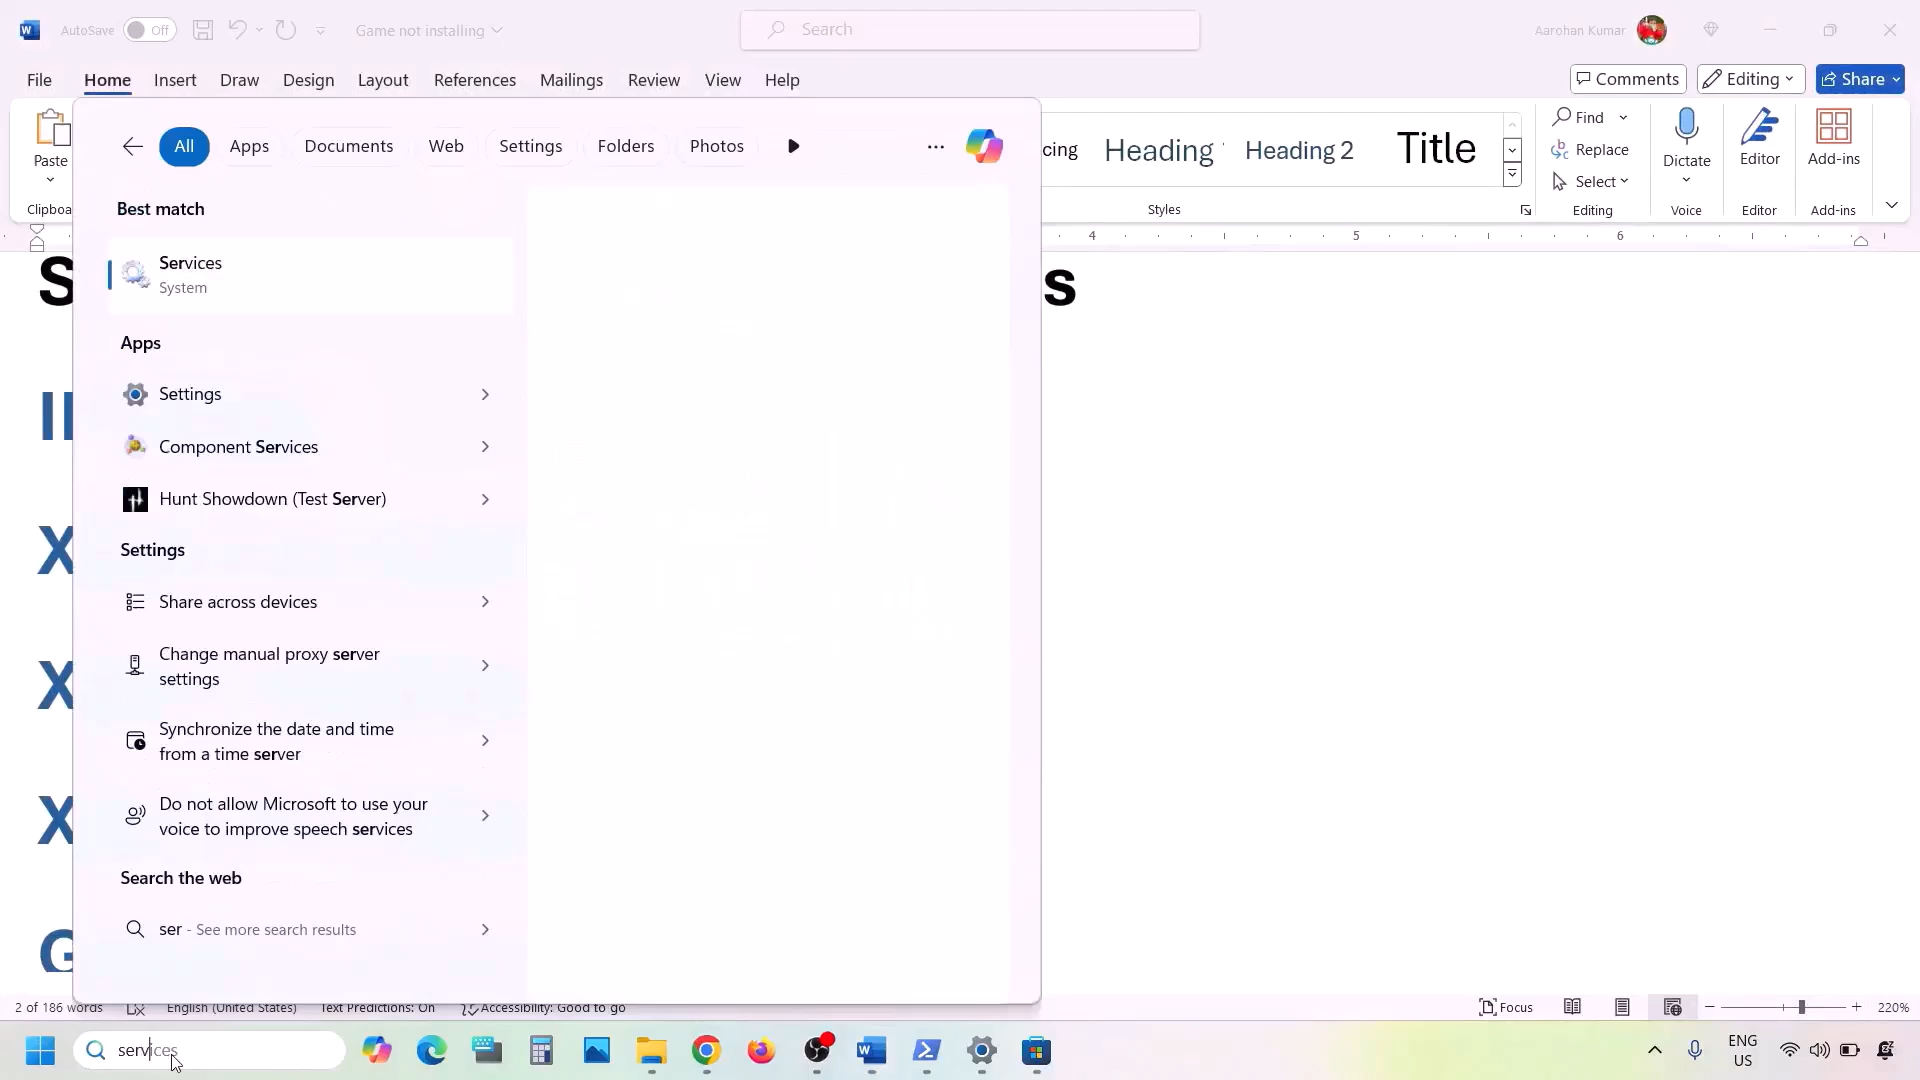 AutoSave
Off
Game not installing
Search
Aarohan Kumar
File
Home
Insert
Draw
Design
Layout
References
Mailings
Review
View
Help
Comments
Editing
Share
Paste
Clipboa
All
Apps
Documents
Web
Settings
Folders
Photos
cing
Heading
Heading 2
Title
Styles
Find
Replace
Select
Editing
Dictate
Voice
Editor
Editor
Add-ins
Add-ins
4
5
6
S
s
Best match
Services
System
Apps
Settings
Component Services
Hunt Showdown (Test Server)
Settings
Share across devices
Change manual proxy server
settings
Synchronize the date and time
from a time server
Do not allow Microsoft to use your
voice to improve speech services
Search the web
ser - See more search results
X
X
X
G
2 of 186 words
English (United States)
Text Predictions: On
Accessibility: Good to go
Focus
220%
services
ENG
US